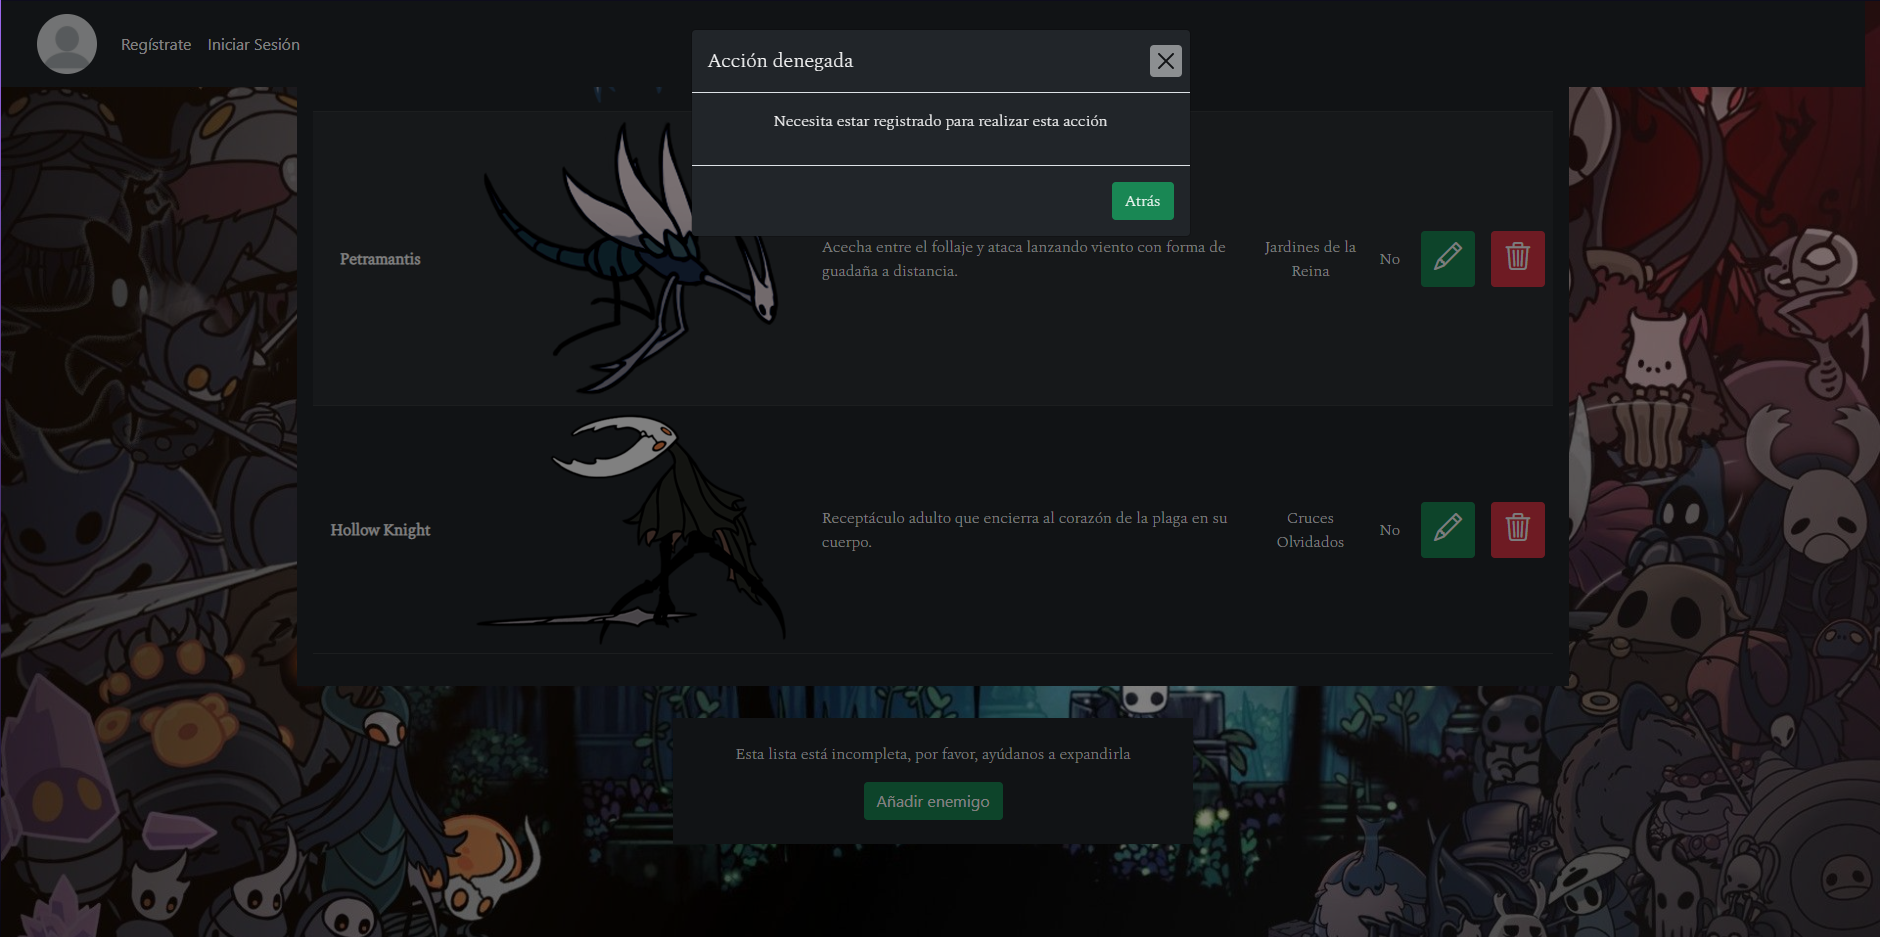 Regístrate Iniciar Sesión
Acción denegada
Necesita estar registrado para realizar esta acción
Atrás
Petramantis
Acecha entre el follaje y ataca lanzando viento con forma de
guadaña a distancia.
Jardines de la
Reina
No
Hollow Knight
Receptáculo adulto que encierra al corazón de la plaga en su
cuerpo.
Cruces
Olvidados
No
Esta lista está incompleta, por favor, ayúdanos a expandirla
Añadir enemigo